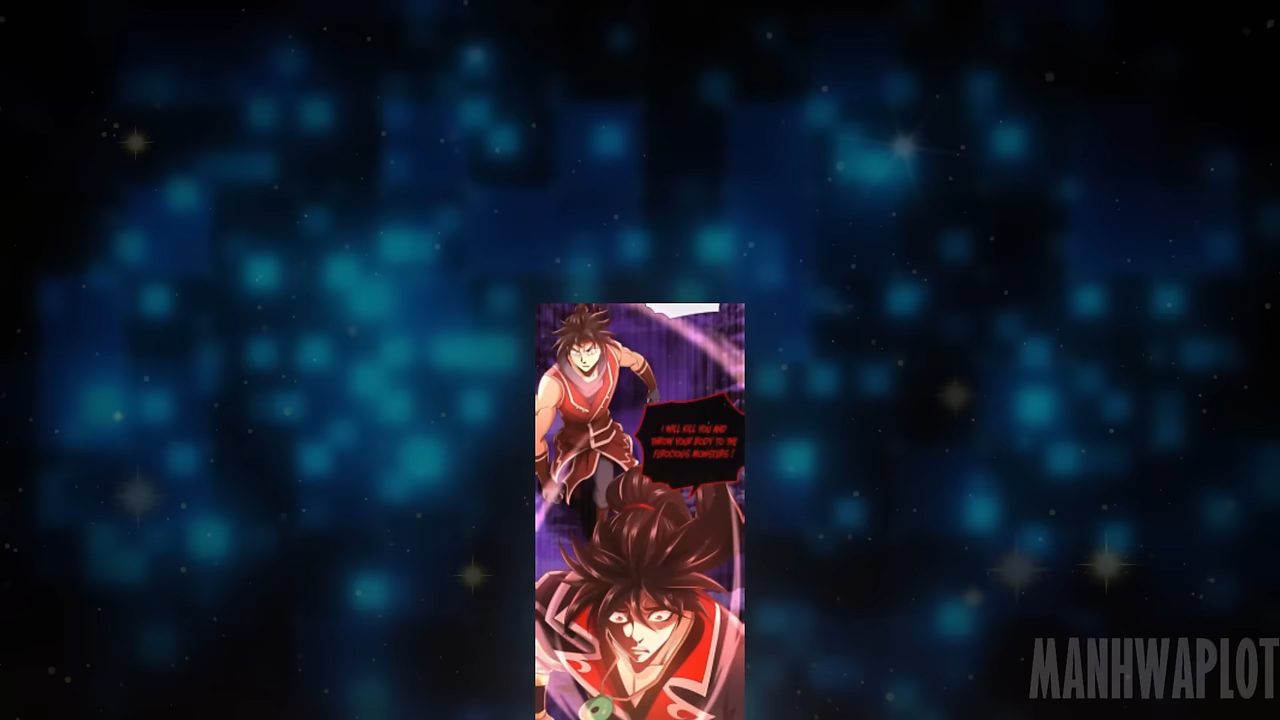 I WILL KILL YOU AND
THROW YOUR BODY TO THE
FEROCIOUS MONSTERS !
MANHWAPLOT